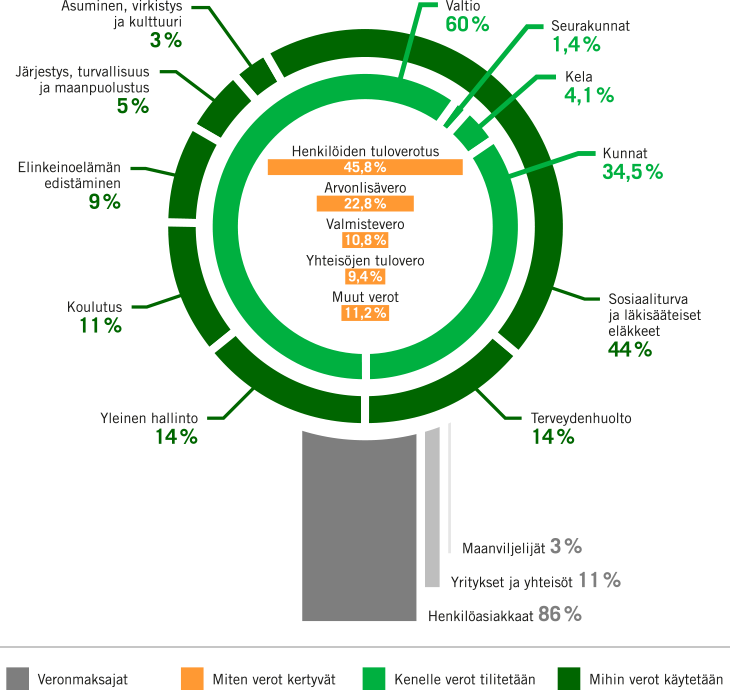 Asuminen, virkistys
ja kulttuuri
3 %
Järjestys, turvallisuus
ja maanpuolustus
5 %
Elinkeinoelämän
edistäminen
9 %
Koulutus
11 %
Yleinen hallinto
14 %
Valtio
60 %
Seurakunnat
1,4 %
Kela
4,1 %
Kunnat
34,5 %
Sosiaaliturva
ja läkisääteiset
eläkkeet
44 %
Terveydenhuolto
14 %
Henkilöiden tuloverotus
45,8 %
Arvonlisävero
22,8 %
Valmistevero
10,8 %
Yhteisöjen tulovero
9,4 %
Muut verot
11,2 %
Maanviljelijät 3 %
Yritykset ja yhteisöt 11 %
Henkilöasiakkaat 86 %
Veronmaksajat
Miten verot kertyvät
Kenelle verot tilitetään
Mihin verot käytetään